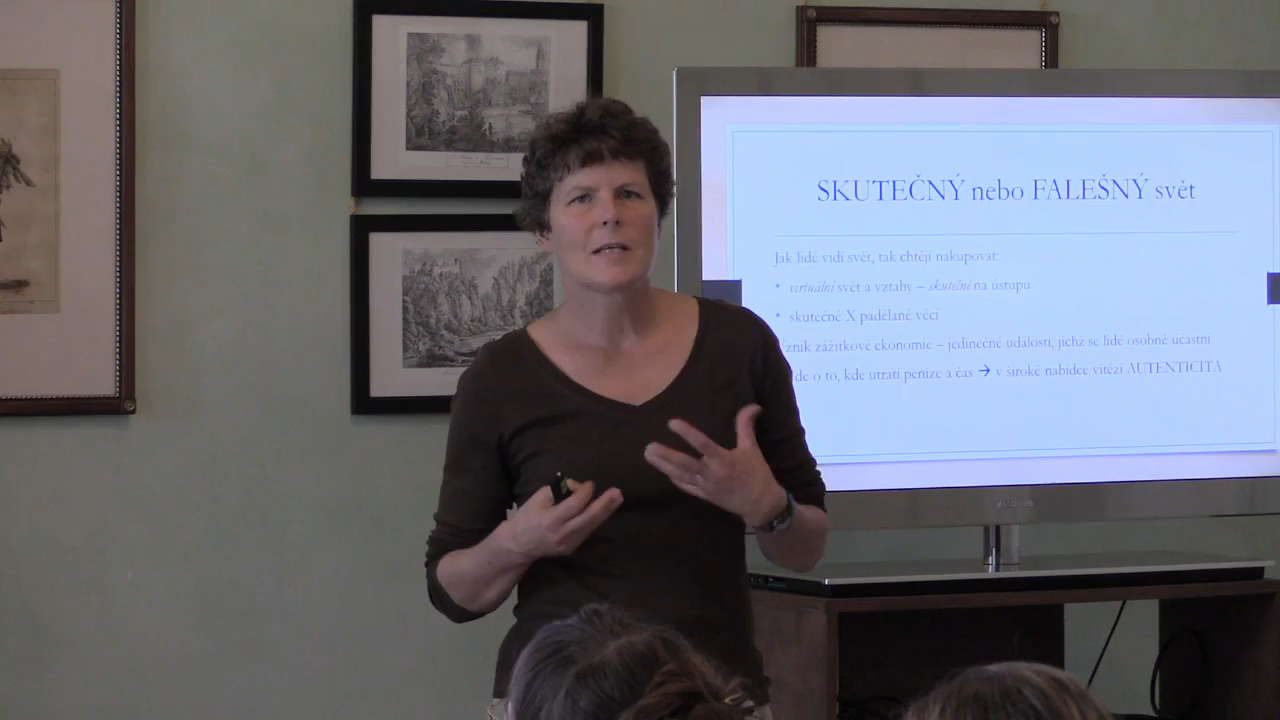 SKUTEČNÝ nebo FALEŠNÝ svět
Jak lidé vidí svět, tak chtějí nakupovat:
* virtuální svět a vztahy – skutečné na ústupu
* skutečné X padělané věci
znik zážitkové ekonomie – jedinečné události, jichž se lidé osobně účastní
de o to, kde utratí peníze a čas → v široké nabídce vítězí AUTENTICITA